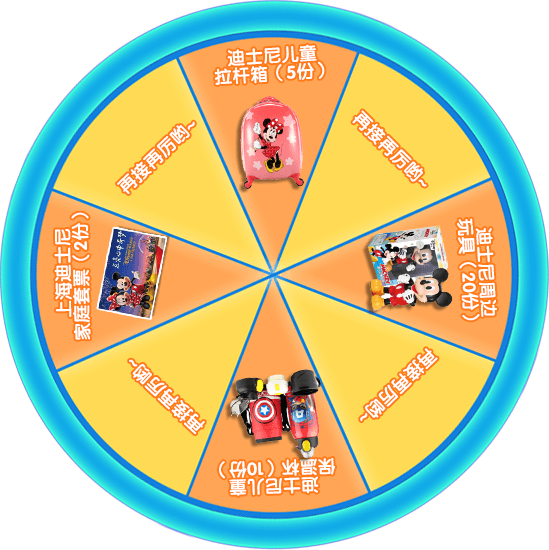 迪士尼儿童
拉杆箱（5份）
再接再厉哟~
迪士尼周边
玩具（20份）
再接再厉哟~
迪士尼儿童
保温杯（10份）
再接再厉哟~
上海迪士尼
家庭套票（2份）
再接再厉哟~